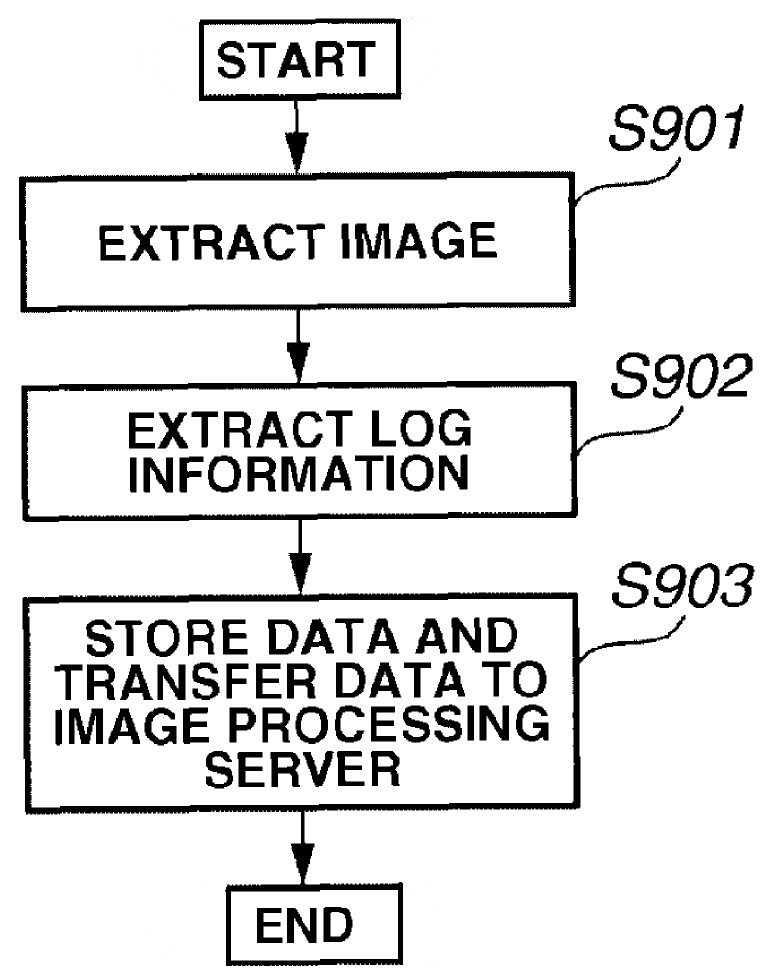 START
S901
EXTRACT IMAGE
S902
EXTRACT LOG
INFORMATION
S903
STORE DATA AND
TRANSFER DATA TO
IMAGE PROCESSING
SERVER
END